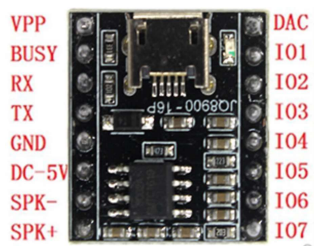 VPP
BUSY
RX
TX
GND
DC-5V
SPK-
SPK+
JQ8900-16P
DAC
IO1
IO2
IO3
IO4
IO5
IO6
IO7